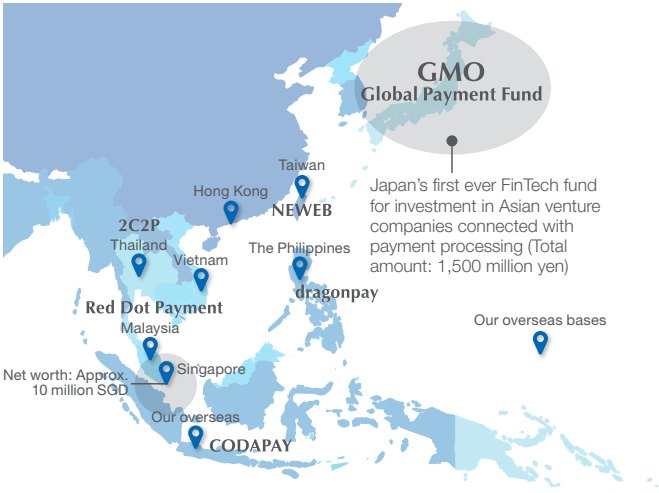 GMO
Global Payment Fund
Taiwan
Hong Kong
NEWEB
Japan’s first ever FinTech fund
for investment in Asian venture
companies connected with
payment processing (Total
amount: 1,500 million yen)
2C2P
Thailand
Vietnam
The Philippines
dragonpay
Red Dot Payment
Malaysia
Our overseas bases
Singapore
Net worth: Approx.
10 million SGD
Our overseas
CODAPAY